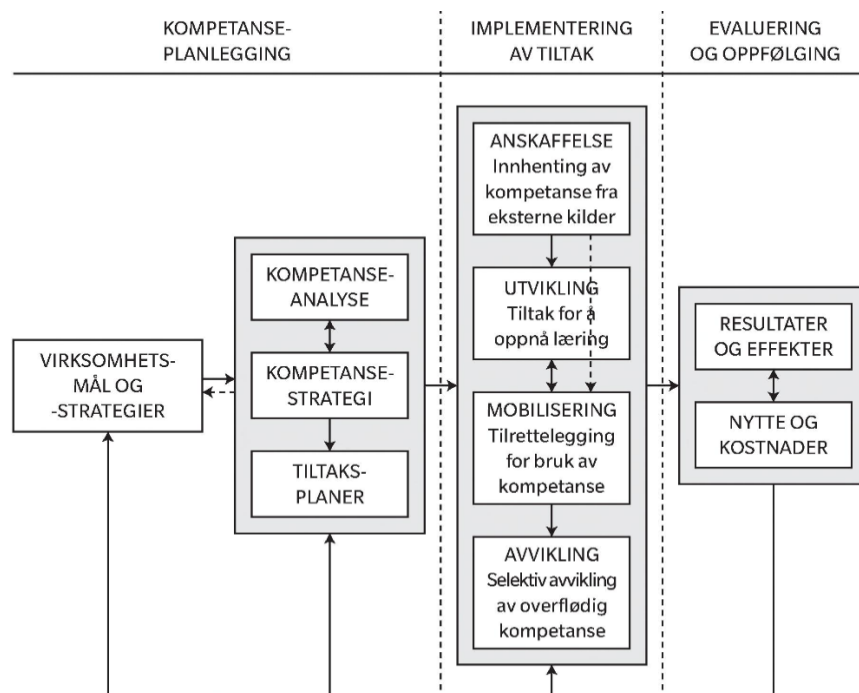 KOMPETANSE-
PLANLEGGING
IMPLEMENTERING
AV TILTAK
EVALUERING
OG OPPFØLGING
VIRKSOMHETS-
MÅL OG
-STRATEGIER
KOMPETANSE-
ANALYSE
KOMPETANSE-
STRATEGI
TILTAKS-
PLANER
ANSKAFFELSE
Innhenting av
kompetanse fra
eksterne kilder
UTVIKLING
Tiltak for å
oppnå læring
MOBILISERING
Tilrettelegging
for bruk av
kompetanse
AVVIKLING
Selektiv avvikling
av overflødig
kompetanse
RESULTATER
OG EFFEKTER
NYTTE OG
KOSTNADER